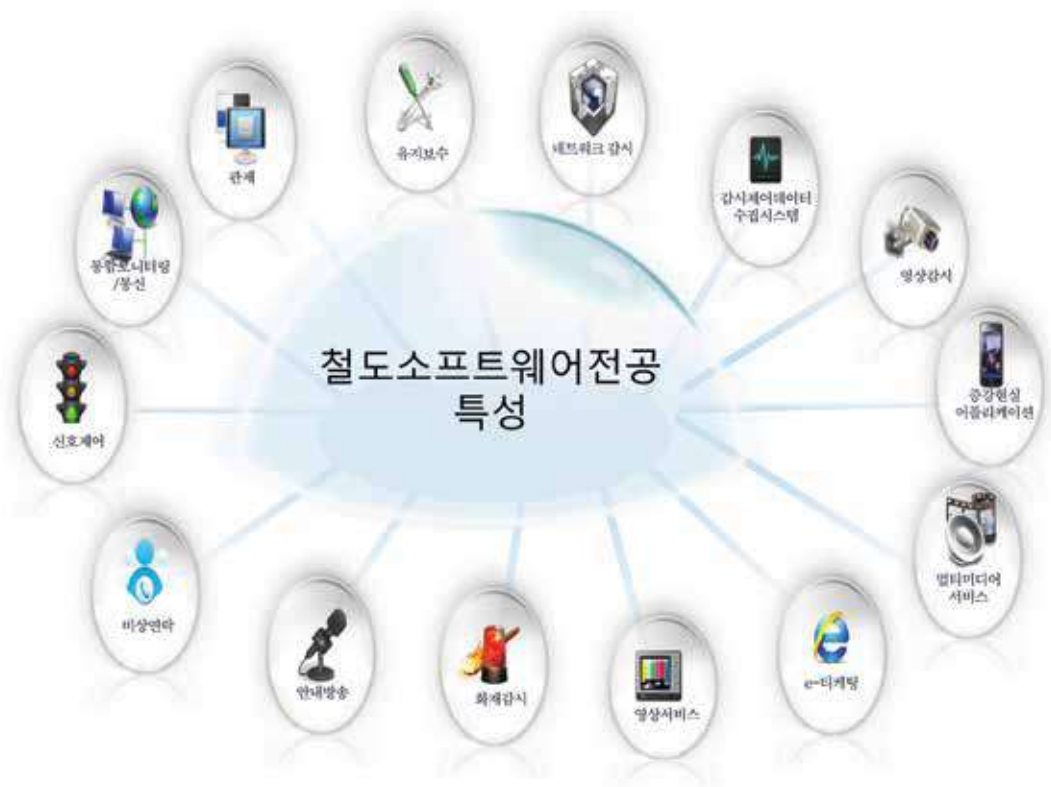 관제
유지보수
네트워크 감시
감시제어데이터
수집시스템
영상감시
통합모니터링
/통신
철도소프트웨어전공
특성
신호제어
증강현실
어플리케이션
멀티미디어
서비스
비상연락
안내방송
화재감시
영상서비스
e-티케팅